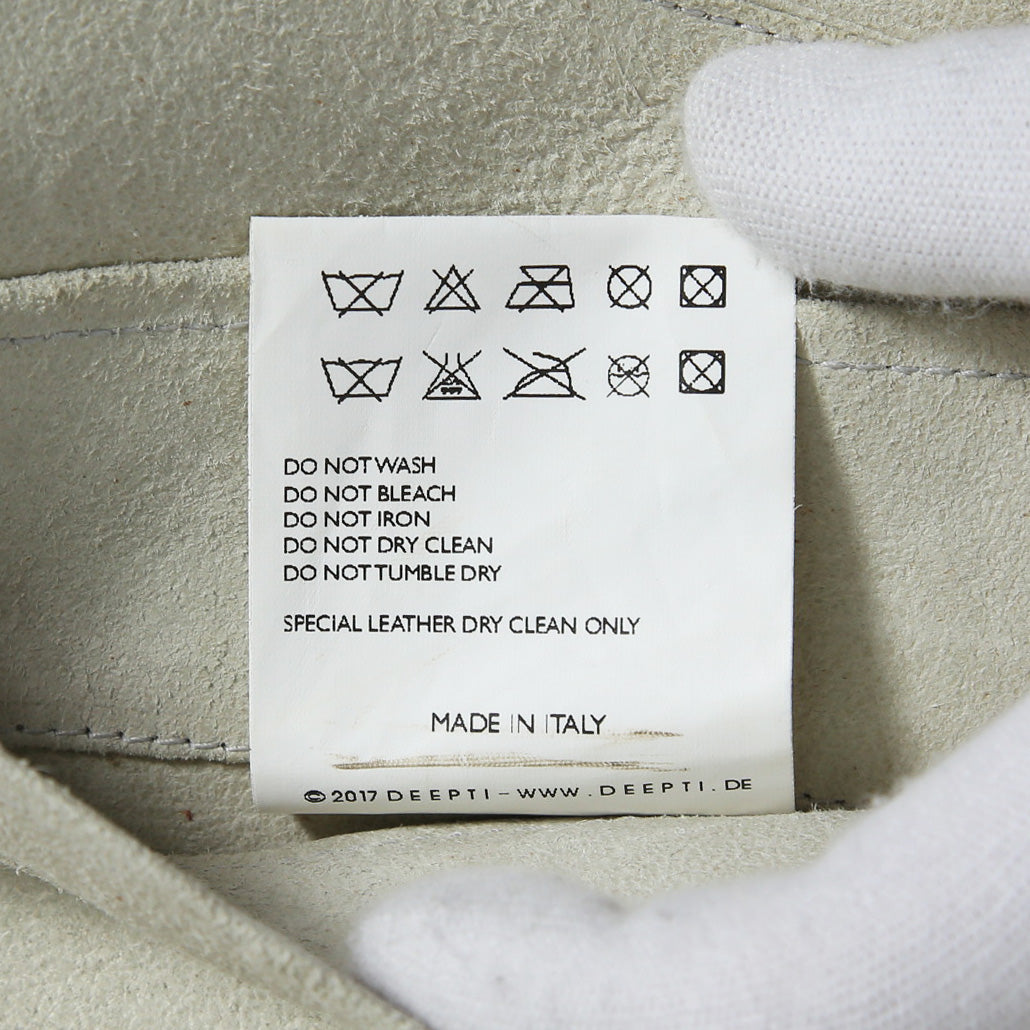 DO NOT WASH
DO NOT BLEACH
DO NOT IRON
DO NOT DRY CLEAN
DO NOT TUMBLE DRY
SPECIAL LEATHER DRY CLEAN ONLY
MADE IN ITALY
© 2017 DEEPTI - WWW.DEEPTI.DE